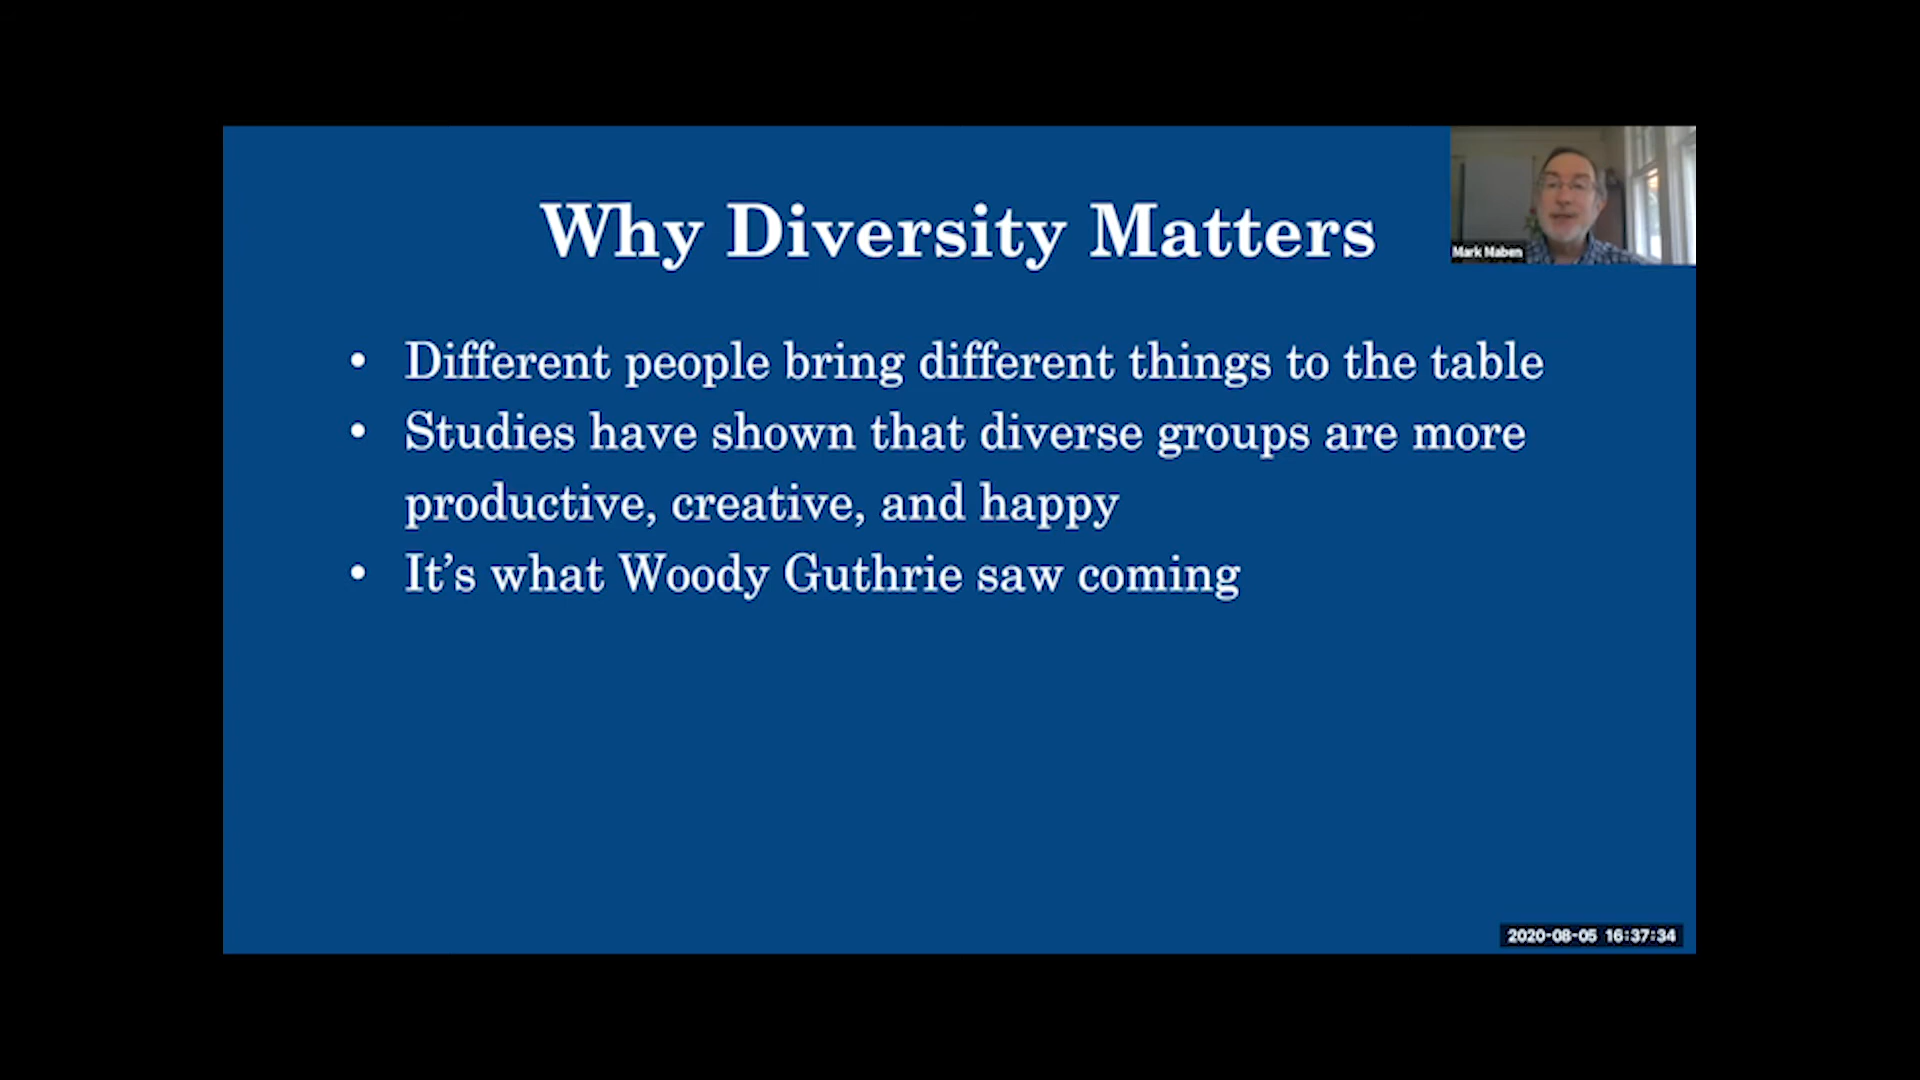 Why Diversity Matters
Mark Maben
• Different people bring different things to the table
• Studies have shown that diverse groups are more
productive, creative, and happy
• It’s what Woody Guthrie saw coming
2020-08-05 16:37:34